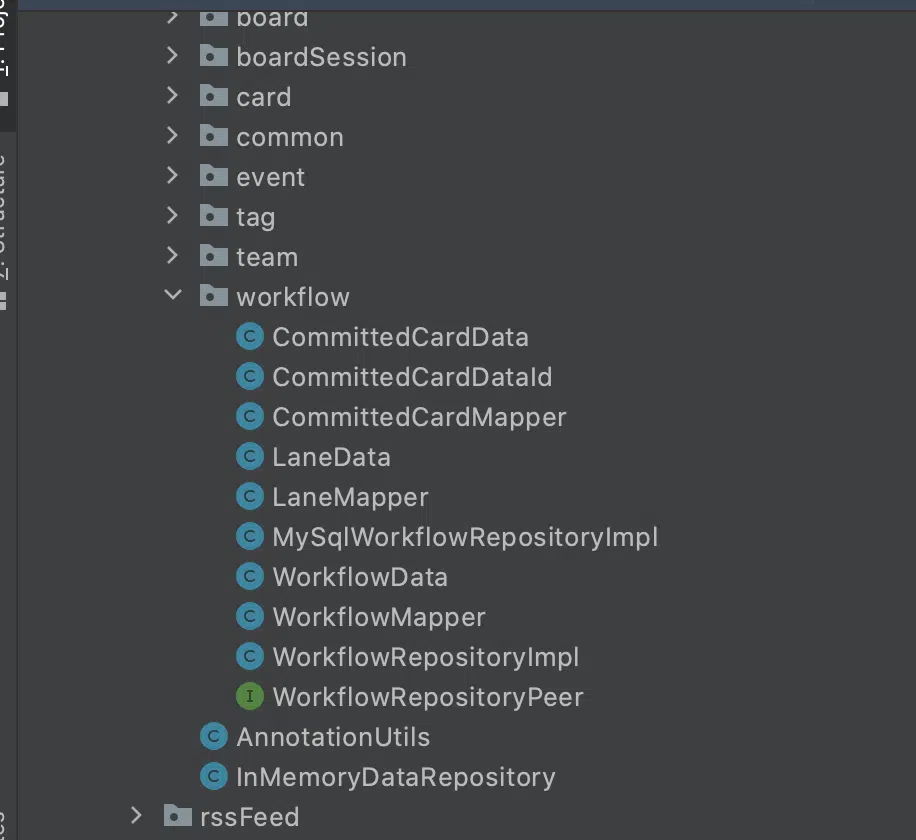 board
boardSession
card
common
event
tag
team
workflow
C CommittedCardData
C CommittedCardDataId
C CommittedCardMapper
C LaneData
C LaneMapper
C MySqlWorkflowRepositoryImpl
C WorkflowData
C WorkflowMapper
C WorkflowRepositoryImpl
I WorkflowRepositoryPeer
C AnnotationUtils
C InMemoryDataRepository
rssFeed